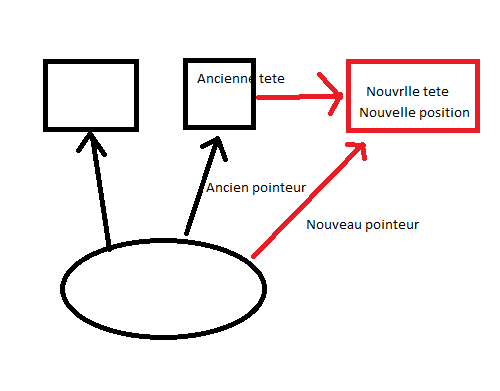 Ancienne tete
Nouvrlle tete
Nouvelle position
Ancien pointeur
Nouveau pointeur